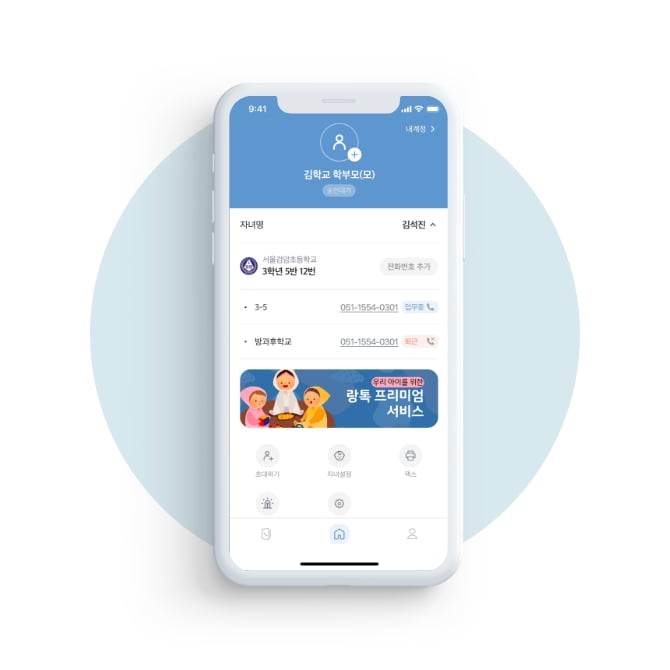 9:41
내계정 >
김학교 학부모(모)
승인대기
자녀명 김석진
서울검암초등학교
3학년 5반 12번
전화번호 추가
• 3-5 051-1554-0301 업무중
• 방과후학교 051-1554-0301 퇴근
우리 아이를 위한
랑톡 프리미엄
서비스
초대하기 자녀설정 팩스